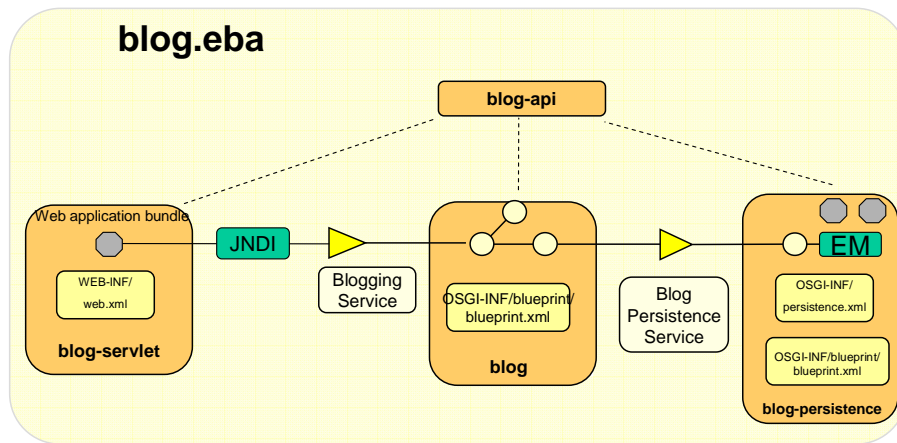 blog.eba
blog-api
Web application bundle
JNDI
WEB-INF/
web.xml
blog-servlet
Blogging
Service
OSGI-INF/blueprint/
blueprint.xml
blog
Blog
Persistence
Service
EM
OSGI-INF/
persistence.xml
OSGI-INF/blueprint/
blueprint.xml
blog-persistence